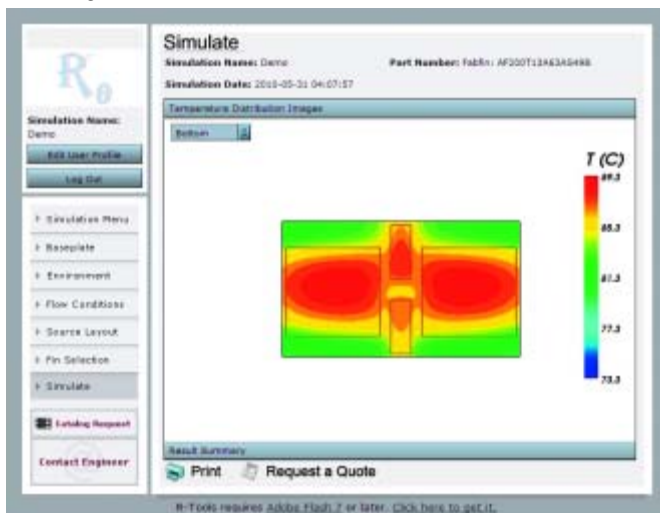 Rθ
Simulation Name:
Demo
Edit User Profile
Log Out
Simulation Menu
Baseplate
Environment
Flow Conditions
Source Layout
Fin Selection
Simulate
Catalog Request
Contact Engineer
Simulate
Simulation Name: Demo Part Number: Fabfin:
Simulation Date: 2010-05-31 04:07:57
Temperature Distribution Images
Bottom
T (C)
89.3
85.3
81.3
77.3
73.3
Result Summary
Print Request a Quote
R-Tools requires Adobe Flash 7 or later. Click here to get it.